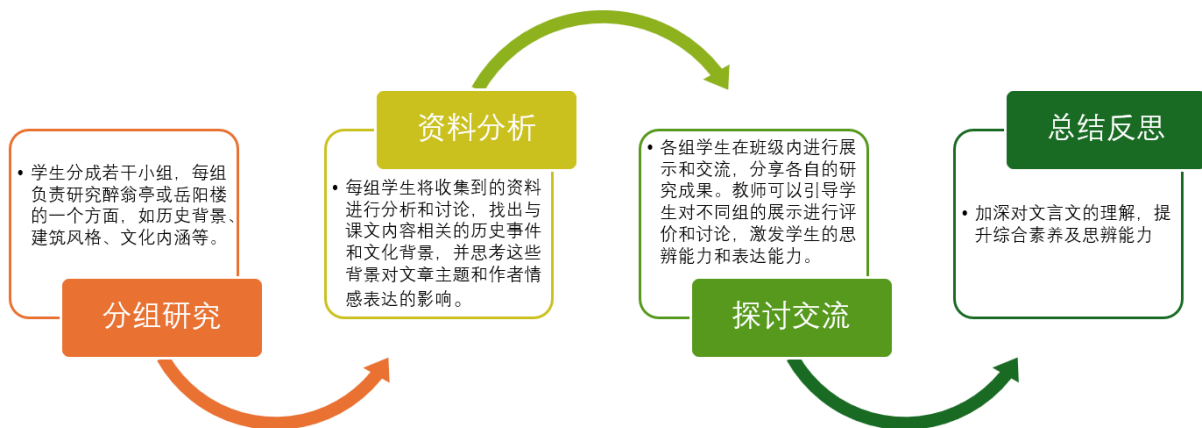 • 学生分成若干小组，每组
负责研究醉翁亭或岳阳楼
的一个方面，如历史背景、
建筑风格、文化内涵等。
分组研究
资料分析
• 每组学生将收集到的资料
进行分析和讨论，找出与
课文内容相关的历史事件
和文化背景，并思考这些
背景对文章主题和作者情
感表达的影响。
• 各组学生在班级内进行展
示和交流，分享各自的研
究成果。教师可以引导学
生对不同组的展示进行评
价和讨论，激发学生的思
辨能力和表达能力。
探讨交流
总结反思
• 加深对文言文的理解，提
升综合素养及思辨能力